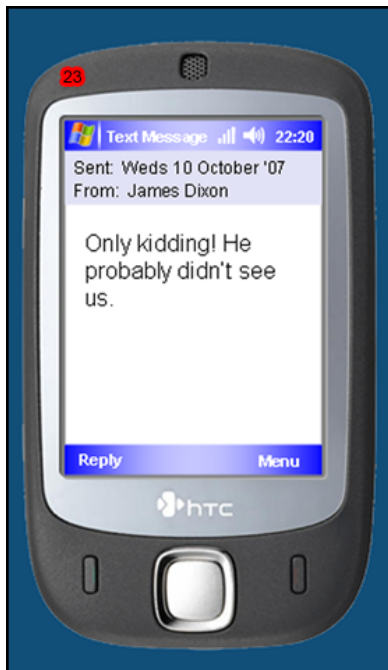 23
Text Message 22:20
Sent: Weds 10 October '07
From: James Dixon
Only kidding! He
probably didn't see
us.
Reply Menu
hTC